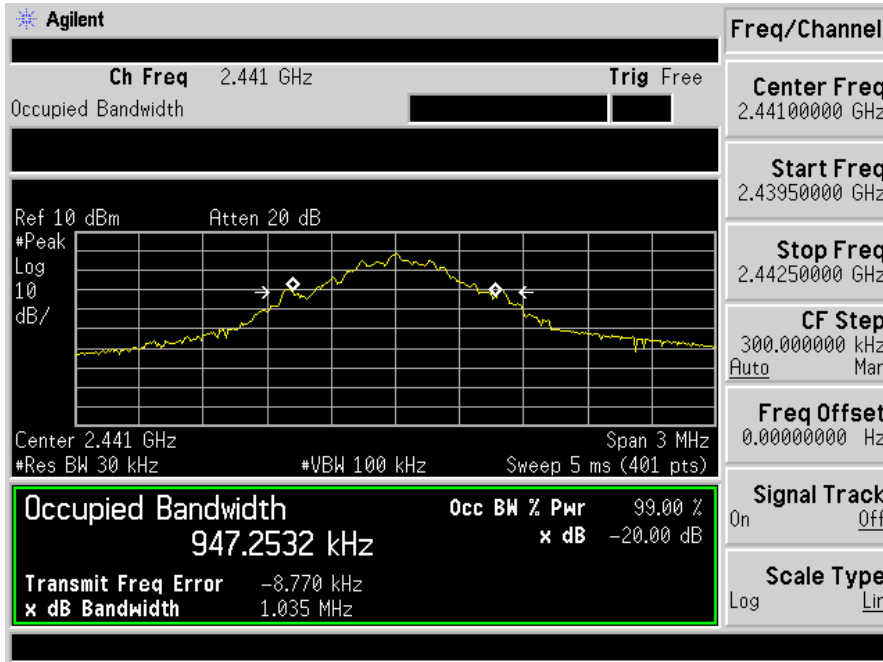 Agilent
Freq/Channel
Ch Freq 2.441 GHz Trig Free
Occupied Bandwidth
Center Freq
2.44100000 GHz
Start Freq
2.43950000 GHz
Stop Freq
2.44250000 GHz
CF Step
300.000000 kHz
Auto Man
Freq Offset
0.00000000 Hz
Signal Track
On Off
Scale Type
Log Lin
Ref 10 dBm Atten 20 dB
#Peak
Log
10
dB/
Center 2.441 GHz Span 3 MHz
#Res BW 30 kHz #VBW 100 kHz Sweep 5 ms (401 pts)
Occupied Bandwidth
947.2532 kHz
Occ BW % Pwr 99.00 %
x dB -20.00 dB
Transmit Freq Error -8.770 kHz
x dB Bandwidth 1.035 MHz